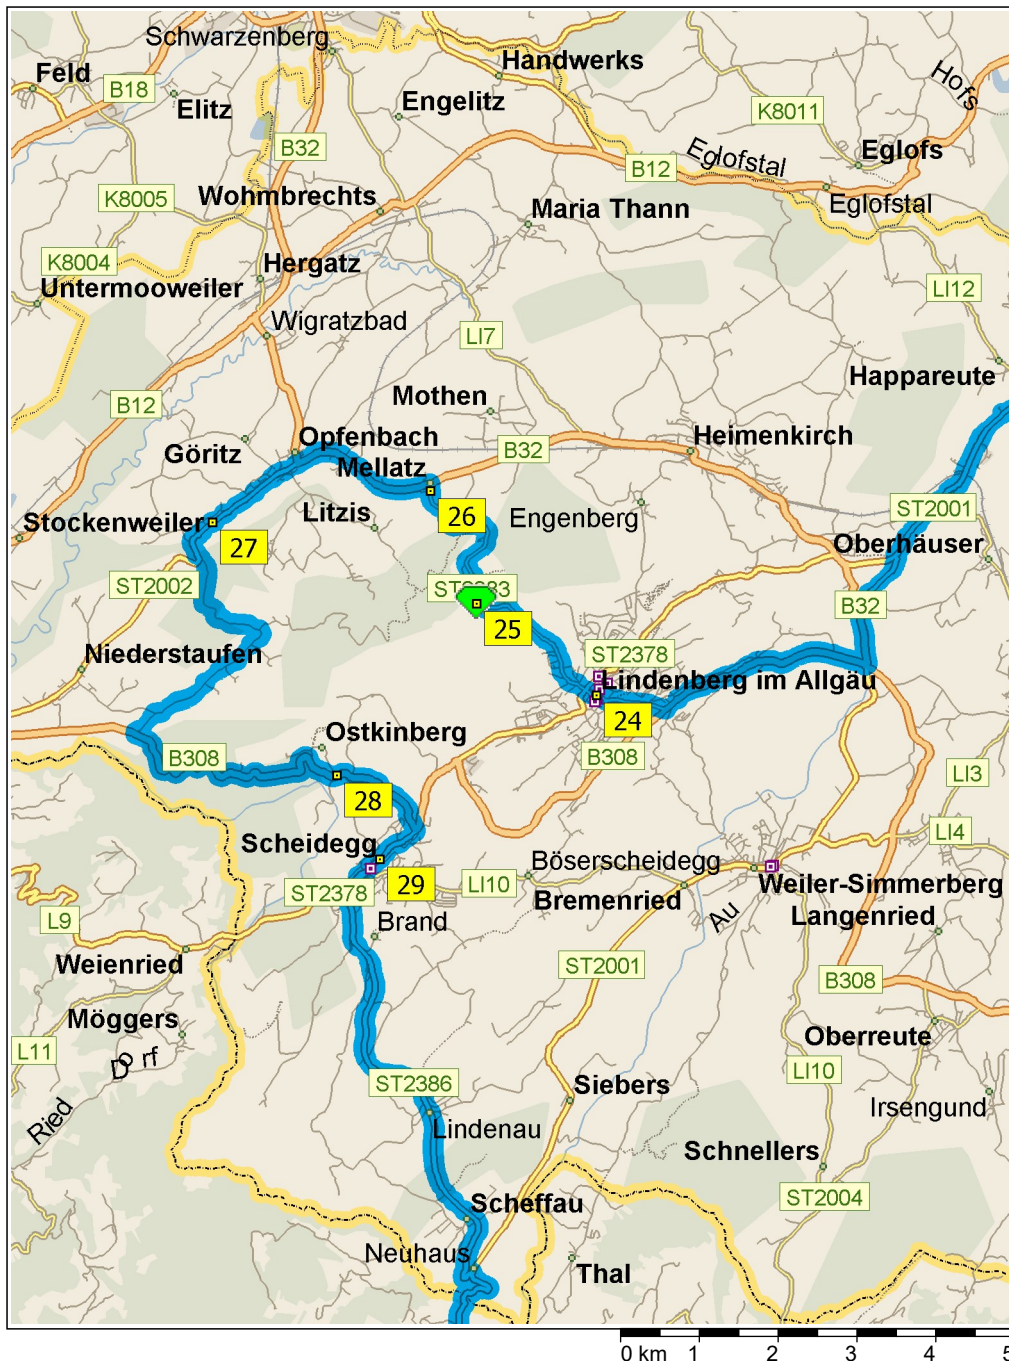 Schwarzenberg
Handwerks
Feld
B18
Elitz
Engelitz
Hofs
K8011
B32
Eglofstal
Eglofs
B12
K8005
Wohmbrechts
Maria Thann
Eglofstal
K8004
Hergatz
Untermooweiler
LI12
Wigratzbad
LI7
Happareute
B12
Mothen
Göritz
Opfenbach
Heimenkirch
Mellatz
B32
Stockenweiler
Litzis
26
Engenberg
ST2001
27
Oberhäuser
ST2002
B32
25
ST2378
Niederstaufen
Lindenberg im Allgäu
24
Ostkinberg
B308
B308
LI3
28
Scheidegg
LI4
Böserscheidegg
29
LI10
ST2378
Weiler-Simmerberg
Bremenried
L9
Brand
Au
Langenried
Weienried
ST2001
B308
Möggers
Oberreute
L11
Dorf
LI10
ST2386
Siebers
Irsengund
Ried
Lindenau
Schnellers
ST2004
Scheffau
Neuhaus
Thal
0 km 1 2 3 4 5